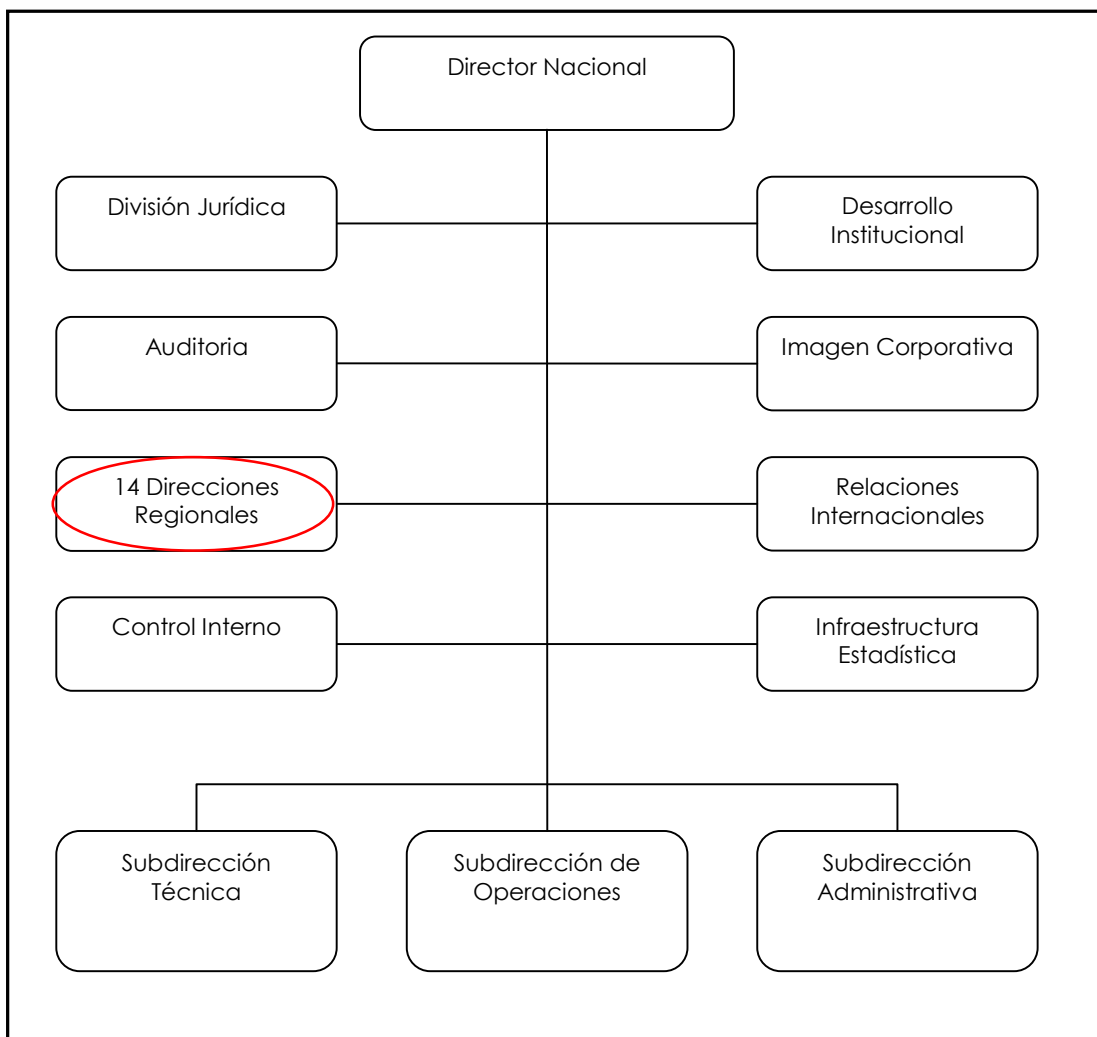 Director Nacional
División Jurídica
Desarrollo
Institucional
Auditoria
Imagen Corporativa
14 Direcciones
Regionales
Relaciones
Internacionales
Control Interno
Infraestructura
Estadística
Subdirección
Técnica
Subdirección de
Operaciones
Subdirección
Administrativa